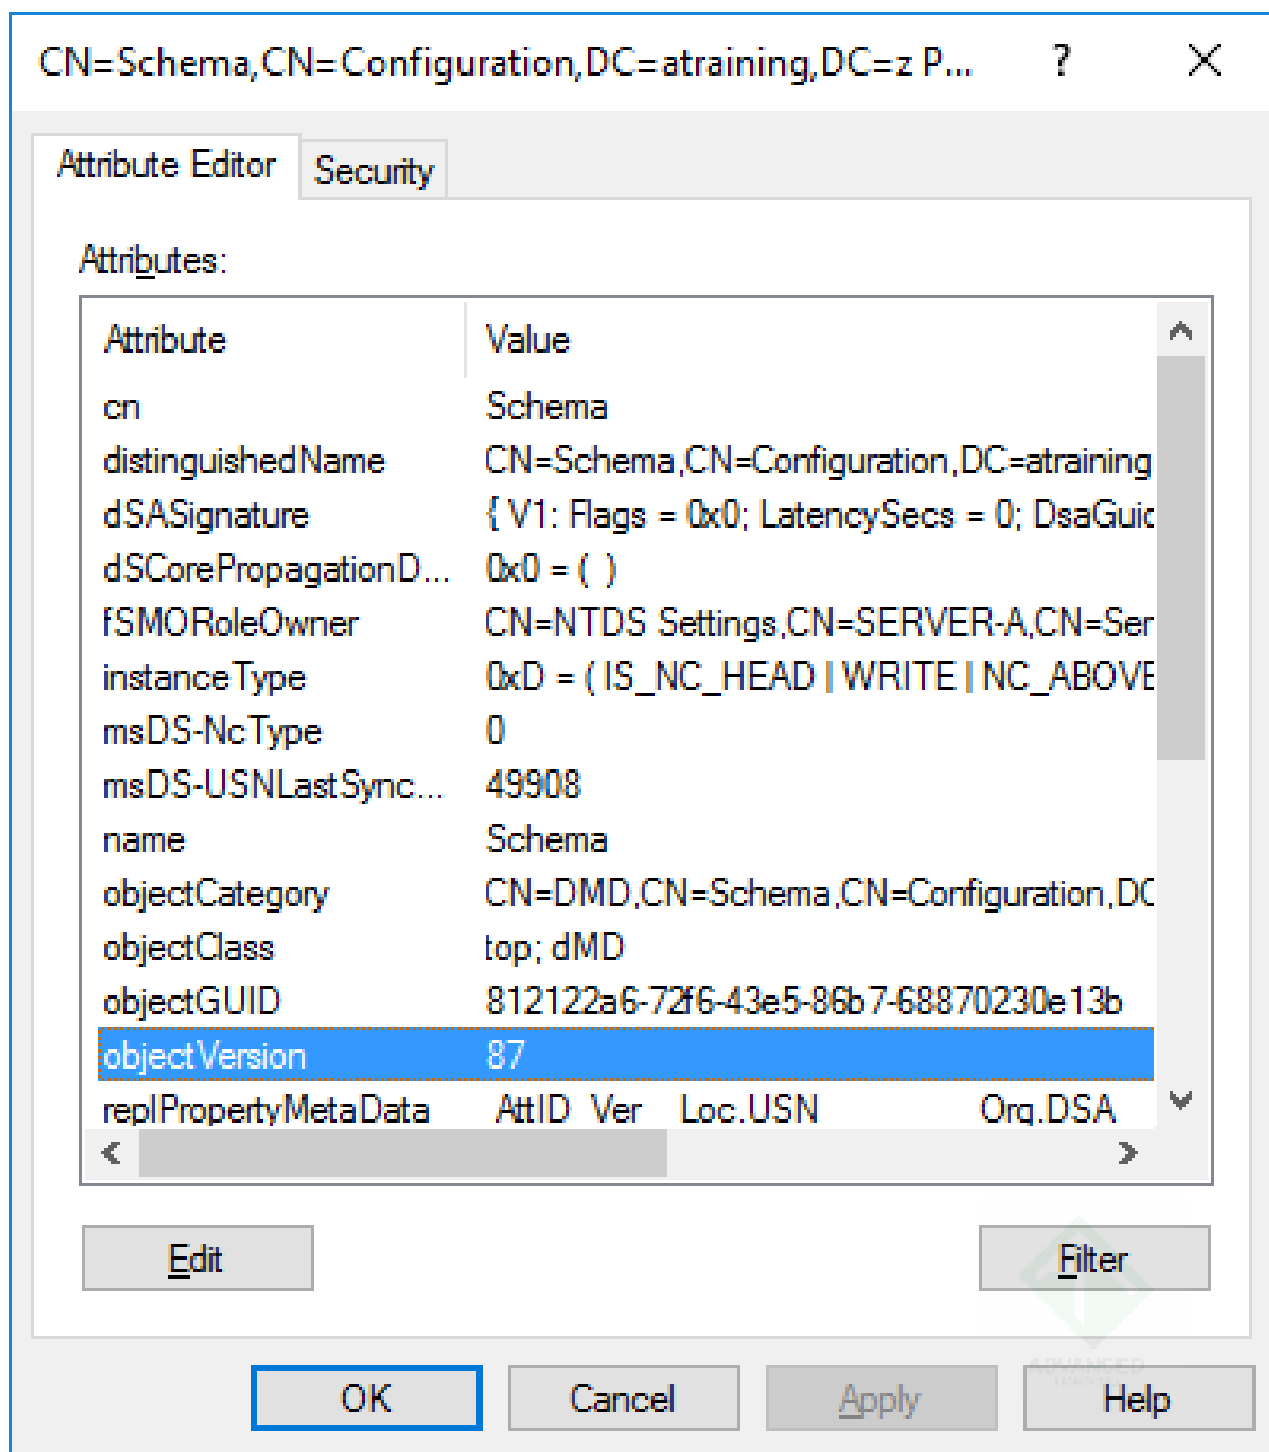 CN=Schema,CN=Configuration,DC=atraining,DC=z P... ? ×
Attribute Editor Security
Attributes:
Attribute Value
cn Schema
distinguishedName CN=Schema,CN=Configuration,DC=atraining
dSASignature { V1: Flags = 0x0; LatencySecs = 0; DsaGuid
dSCorePropagationD... 0x0 = ( )
fSMORoleOwner CN=NTDS Settings,CN=SERVER-A,CN=Ser
instanceType 0xD = ( IS_NC_HEAD | WRITE | NC_ABOVE
msDS-NcType 0
msDS-USNLastSync... 49908
name Schema
objectCategory CN=DMD,CN=Schema,CN=Configuration,DC
objectClass top; dMD
objectGUID 812122a6-72f6-43e5-86b7-68870230e13b
objectVersion 87
replPropertyMetaData AttID Ver Loc.USN Org.DSA
Edit Filter
ADVANCED
OK Cancel Apply Help